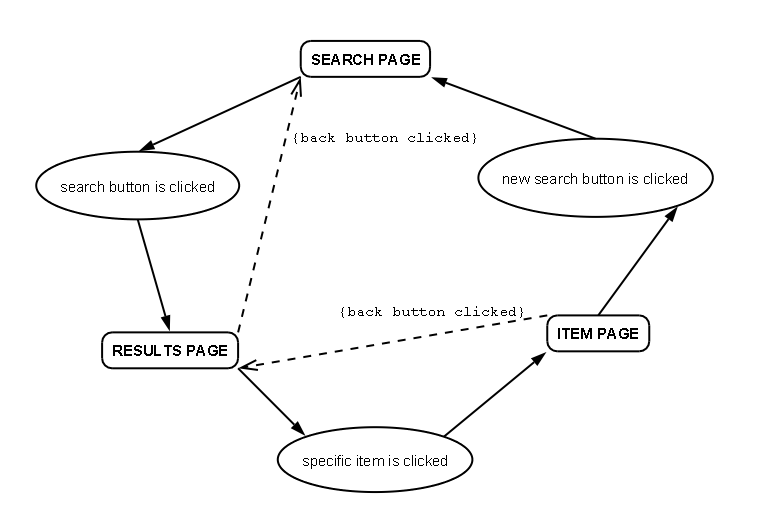 SEARCH PAGE
{back button clicked}
search button is clicked
new search button is clicked
{back button clicked}
ITEM PAGE
RESULTS PAGE
specific item is clicked